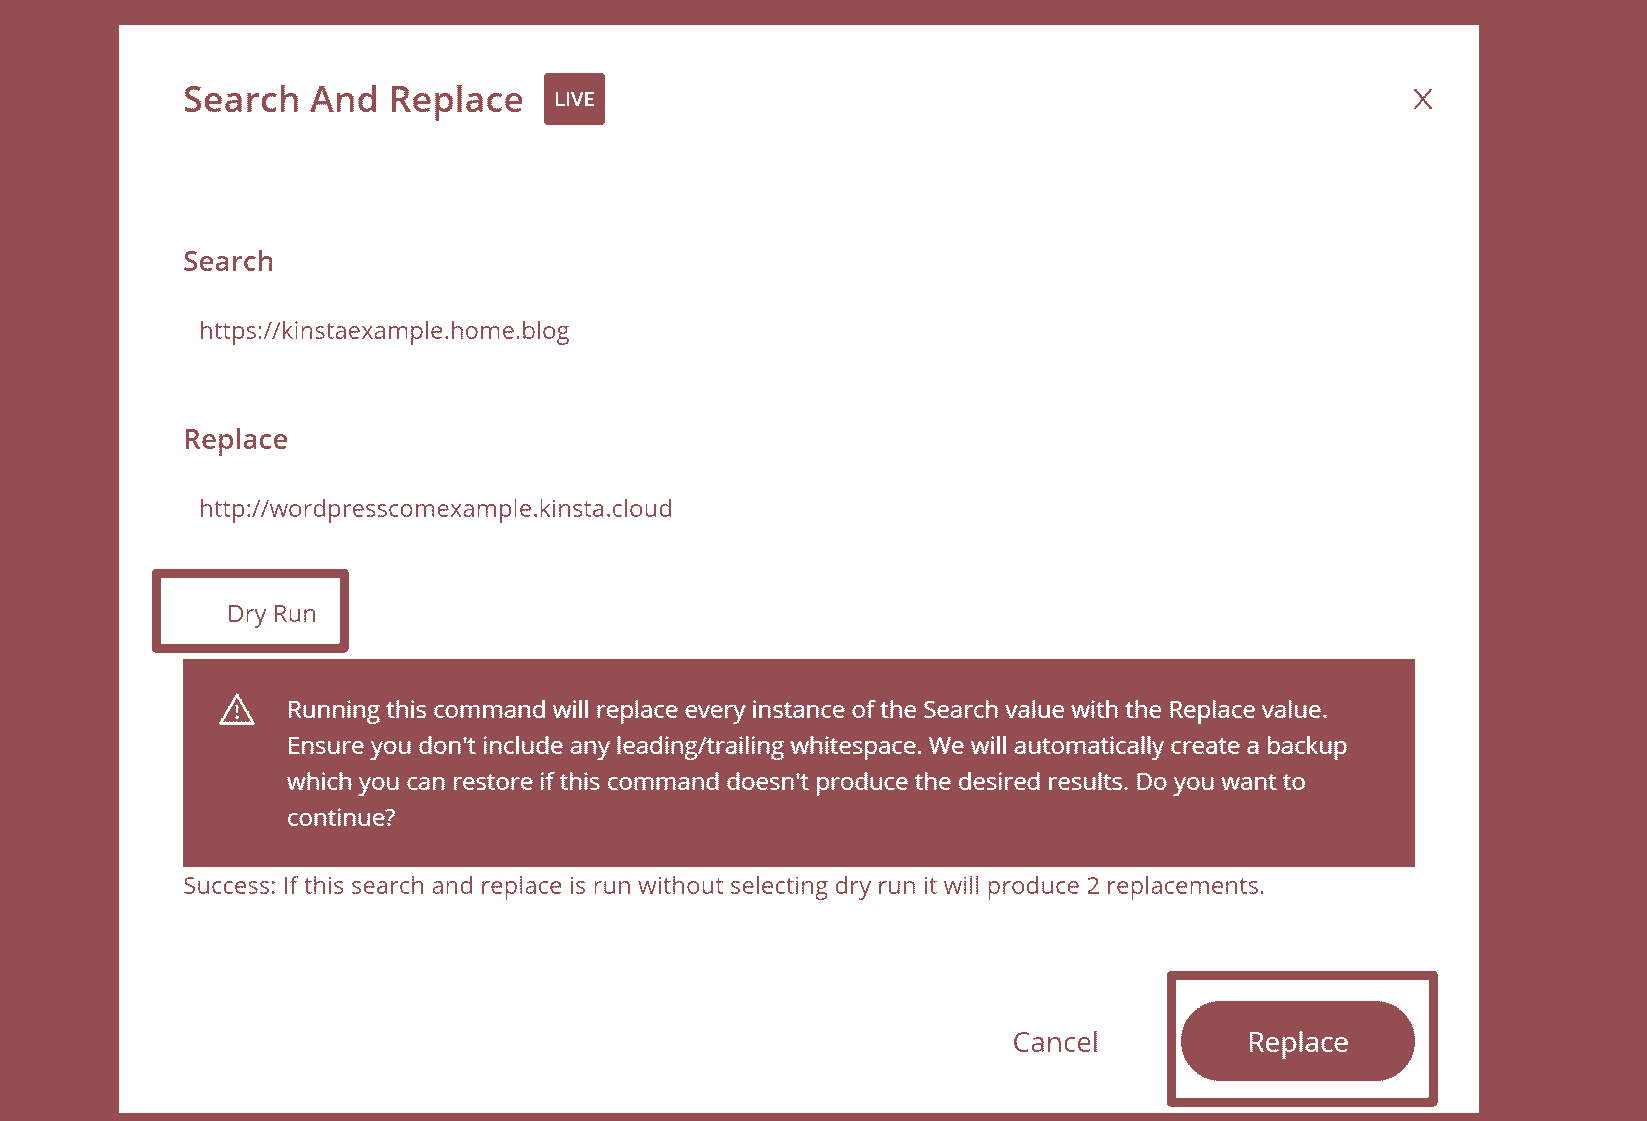 Search And Replace LIVE
Search
https://kinstaexample.home.blog
Replace
http://wordpresscomexample.kinsta.cloud
Dry Run
Running this command will replace every instance of the Search value with the Replace value.
Ensure you don't include any leading/trailing whitespace. We will automatically create a backup
which you can restore if this command doesn't produce the desired results. Do you want to
continue?
Success: If this search and replace is run without selecting dry run it will produce 2 replacements.
Cancel Replace